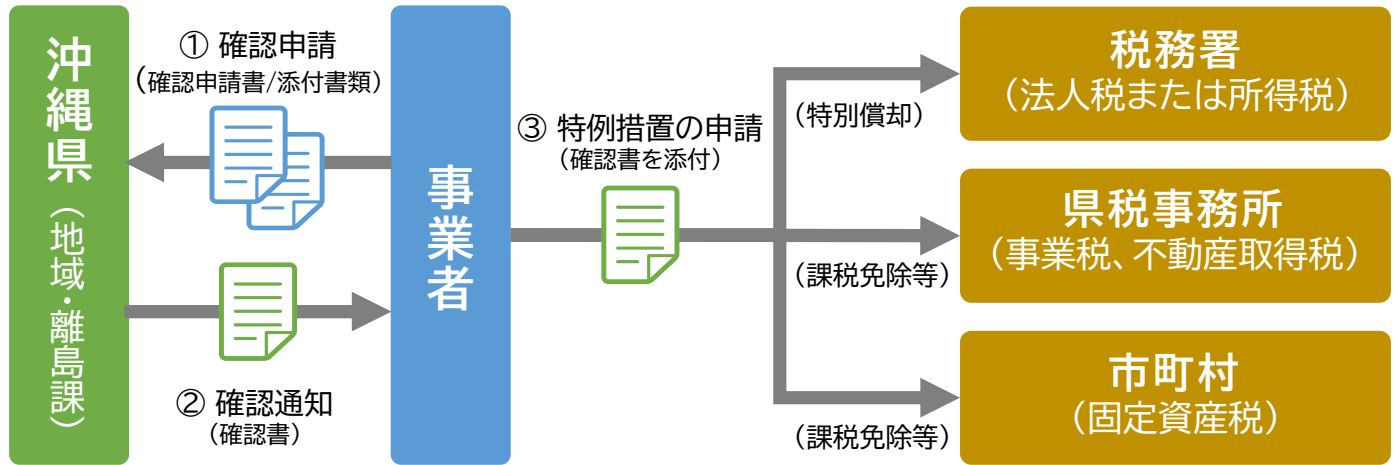 沖縄県（地域・離島課）
① 確認申請
（確認申請書/添付書類）
② 確認通知
（確認書）
事業者
③ 特例措置の申請
（確認書を添付）
（特別償却）
税務署
（法人税または所得税）
（課税免除等）
県税事務所
（事業税、不動産取得税）
（課税免除等）
市町村
（固定資産税）